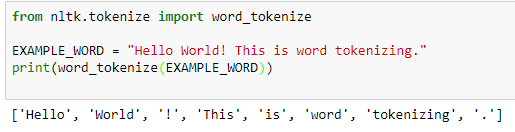 from nltk.tokenize import word_tokenize
EXAMPLE_WORD = "Hello World! This is word tokenizing."
print(word_tokenize(EXAMPLE_WORD))
['Hello', 'World', '!', 'This', 'is', 'word', 'tokenizing', '.']